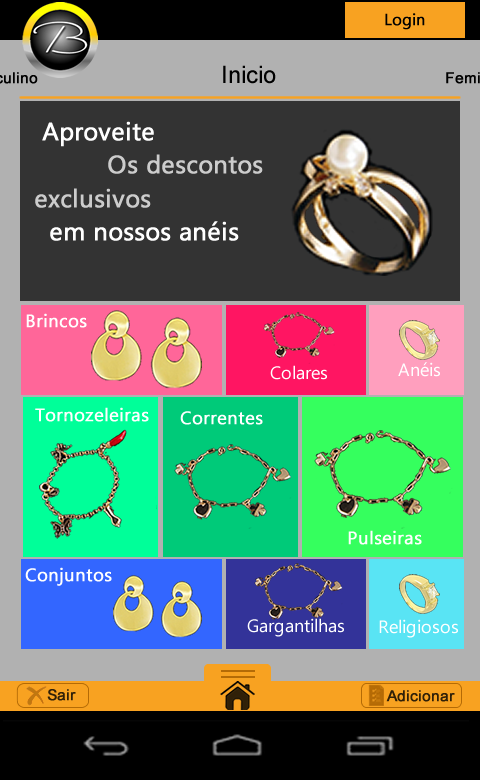 B
Login
culino
Inicio
Femi
Aproveite
Os descontos
exclusivos
em nossos anéis
Brincos
Colares
Anéis
Tornozeleiras
Correntes
Pulseiras
Conjuntos
Gargantilhas
Religiosos
Sair
Adicionar